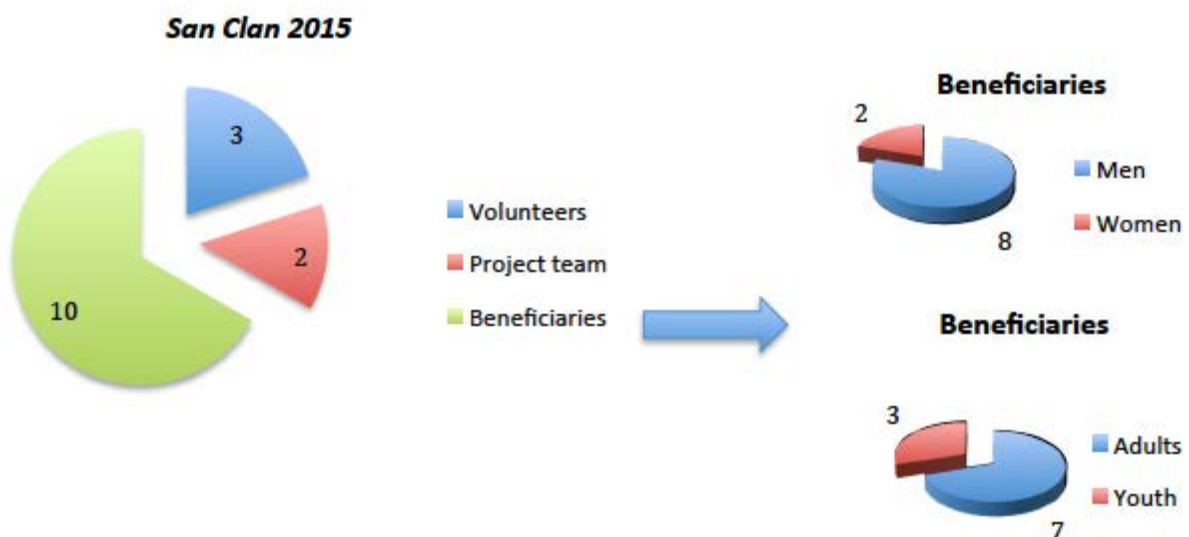 San Clan 2015
3
2
10
Volunteers
Project team
Beneficiaries
Beneficiaries
2
8
Men
Women
Beneficiaries
3
7
Adults
Youth